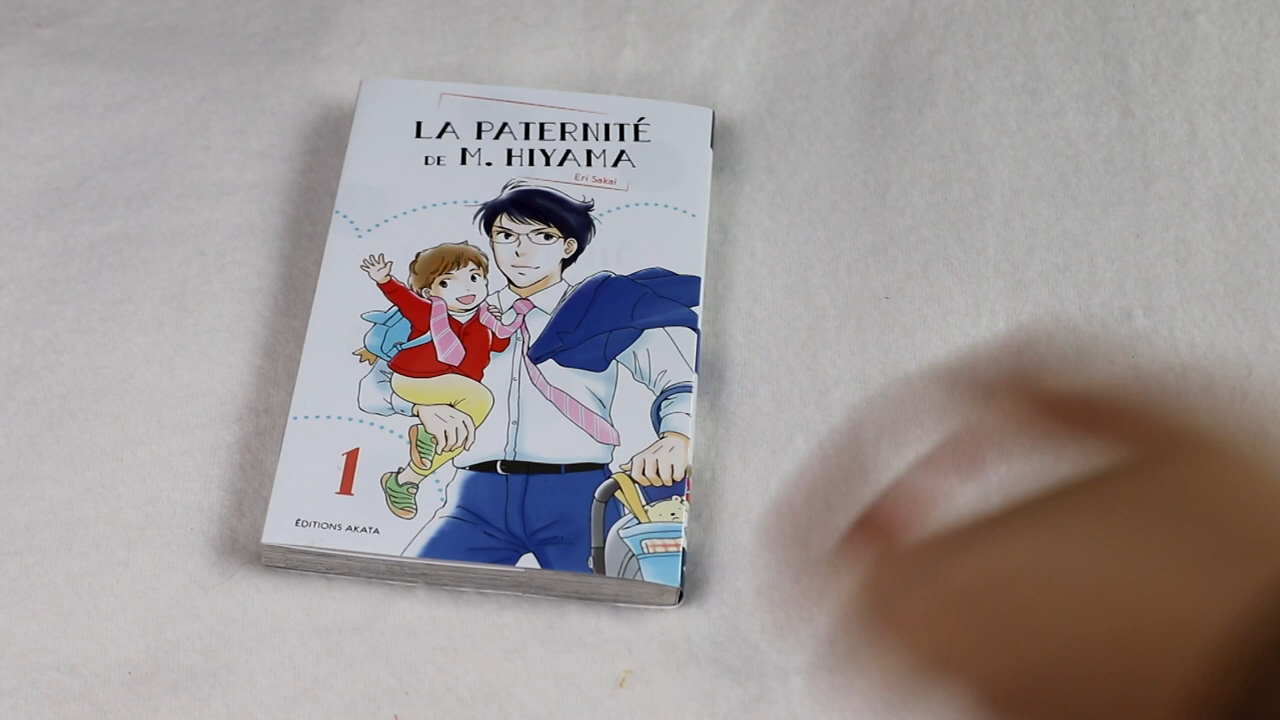 LA PATERNITÉ
DE M. HIYAMA
Eri Sakai
1
ÉDITIONS AKATA